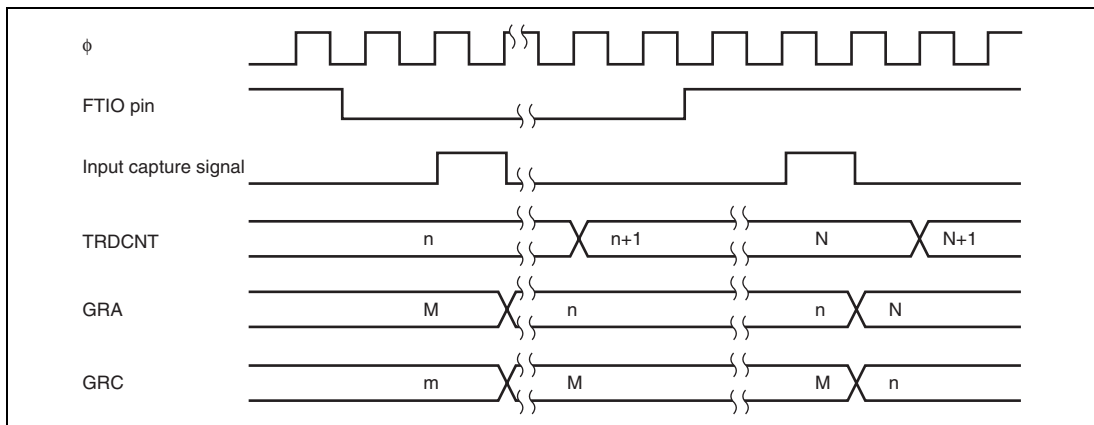 ϕ
FTIO pin
Input capture signal
TRDCNT n n+1 N N+1
GRA M n n N
GRC m M M n